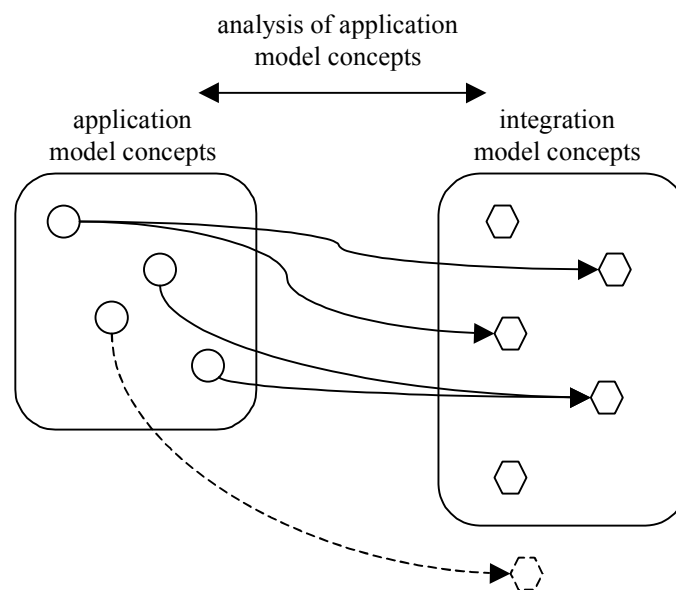 analysis of application
model concepts
application
model concepts
integration
model concepts